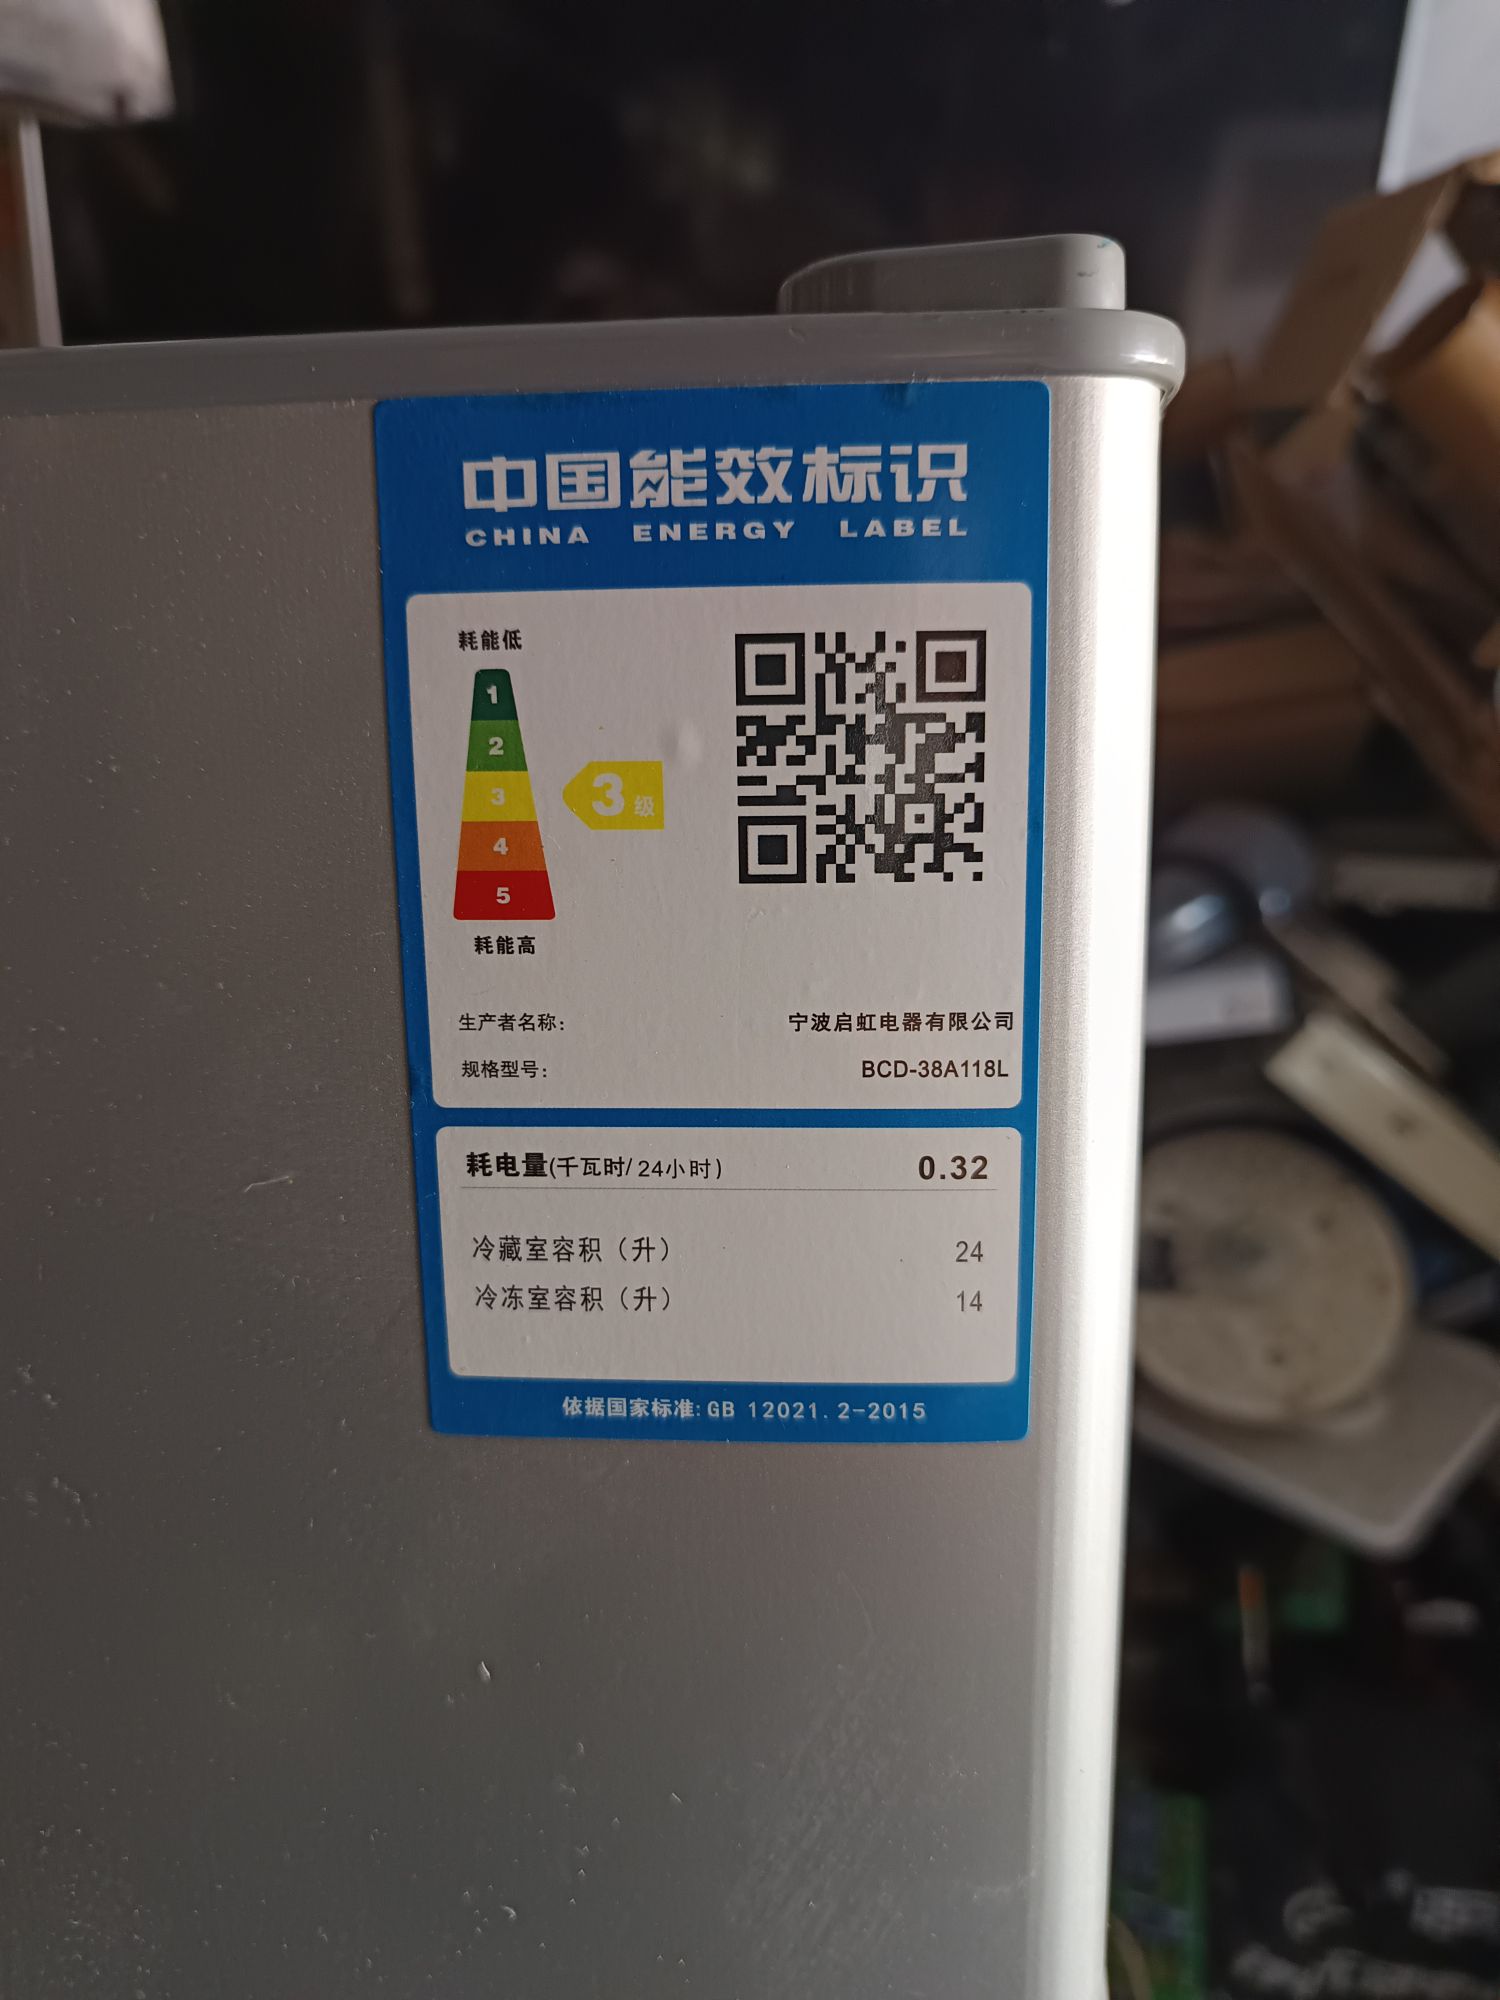 中国能效标识
CHINA ENERGY LABEL
耗能低
1
2
3
3级
4
5
耗能高
生产者名称: 宁波启虹电器有限公司
规格型号: BCD-38A118L
耗电量(千瓦时/24小时) 0.32
冷藏室容积（升） 24
冷冻室容积（升） 14
依据国家标准:GB 12021.2-2015